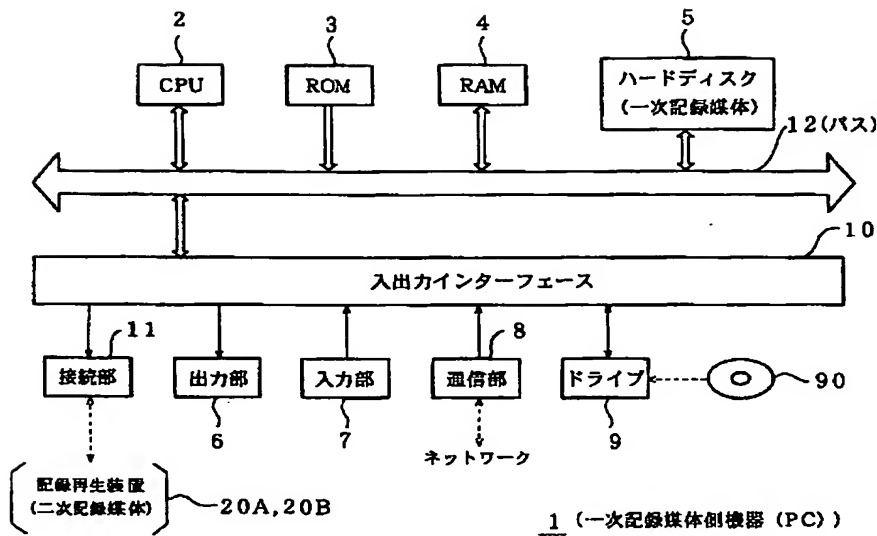 2 3 4 5
CPU ROM RAM ハードディスク
(一次記録媒体)
12(バス)
10
入出力インターフェース
11 8
接続部 出力部 入力部 通信部 ドライブ 90
6 7 9
ネットワーク
記録再生装置
(二次記録媒体)
20A,20B
1 (一次記録媒体側機器 (PC))